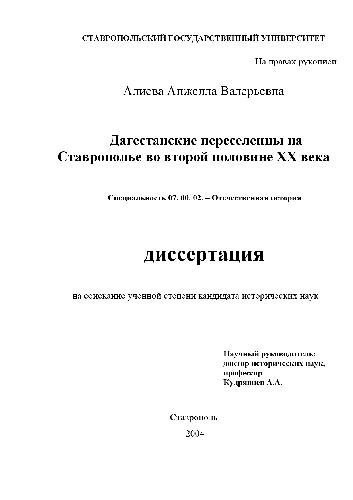 СТАВРОПОЛЬСКИЙ ГОСУДАРСТВЕННЫЙ УНИВЕРСИТЕТ
На правах рукописи
Алиева Анжелла Валерьевна
Дагестанские переселенцы на
Ставрополье во второй половине XX века
Специальность 07. 00. 02. – Отечественная история
диссертация
на соискание ученной степени кандидата исторических наук
Научный руководитель:
доктор исторических наук,
профессор
Кудрявцев А.А.
Ставрополь
2004